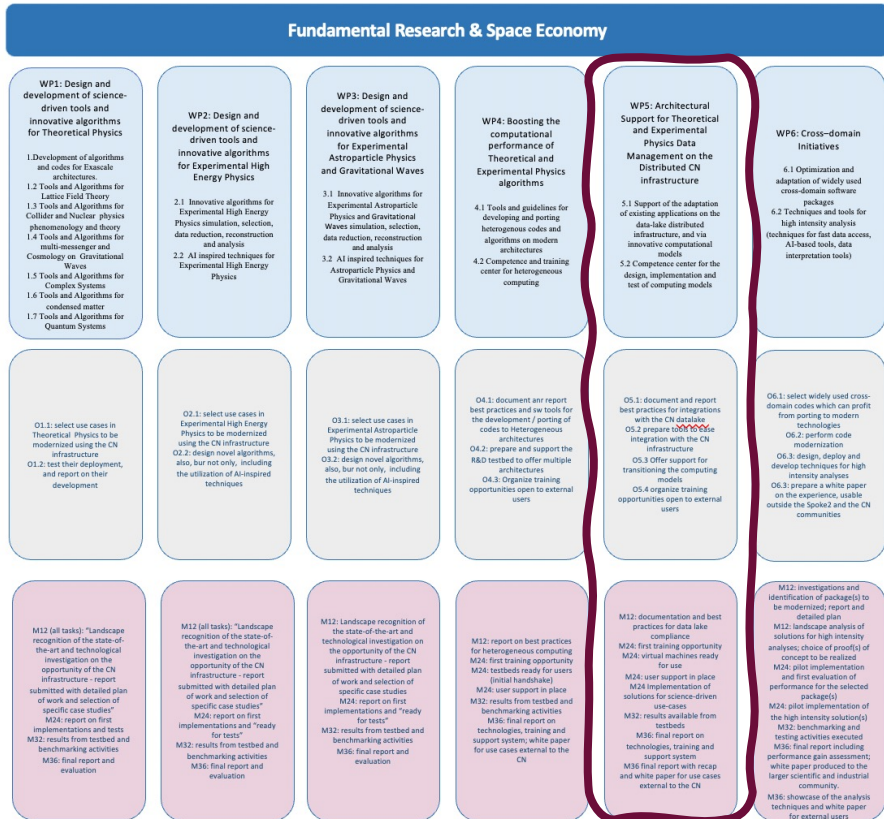 Fundamental Research & Space Economy
WP1: Design and
development of science-
driven tools and
innovative algorithms
for Theoretical Physics
1.Development of algorithms
and codes for Exascale
architectures.
1.2 Tools and Algorithms for
Lattice Field Theory
1.3 Tools and Algorithms for
Collider and Nuclear physics
phenomenology and theory
1.4 Tools and Algorithms for
multi-messenger and
Cosmology on Gravitational
Waves
1.5 Tools and Algorithms for
Complex Systems
1.6 Tools and Algorithms for
condensed matter
1.7 Tools and Algorithms for
Quantum Systems
WP2: Design and
development of science-
driven tools and
innovative algorithms
for Experimental High
Energy Physics
2.1 Innovative algorithms for
Experimental High Energy
Physics simulation, selection,
data reduction, reconstruction
and analysis
2.2 AI inspired techniques for
Experimental High Energy
Physics
WP3: Design and
development of science-
driven tools and
innovative algorithms
for Experimental
Astroparticle Physics
and Gravitational Waves
3.1 Innovative algorithms for
Experimental Astroparticle
Physics and Gravitational
Waves simulation, selection,
data reduction, reconstruction
and analysis
3.2 AI inspired techniques for
Astroparticle Physics and
Gravitational Waves
WP4: Boosting the
computational
performance of
Theoretical and
Experimental Physics
algorithms
4.1 Tools and guidelines for
developing and porting
heterogenous codes and
algorithms on modern
architectures
4.2 Competence and training
center for heterogeneous
computing
WP5: Architectural
Support for Theoretical
and Experimental
Physics Data
Management on the
Distributed CN
infrastructure
5.1 Support of the adaptation
of existing applications on the
data-lake distributed
infrastructure, and via
innovative computational
models
5.2 Competence center for the
design, implementation and
test of computing models
WP6: Cross–domain
Initiatives
6.1 Optimization and
adaptation of widely used
cross-domain software
packages
6.2 Techniques and tools for
high intensity analysis
(techniques for fast data access,
AI-based tools, data
interpretation tools)
O1.1: select use cases in
Theoretical Physics to be
modernized using the CN
infrastructure
O1.2: test their deployment,
and report on their
development
O2.1: select use cases in
Experimental High Energy
Physics to be modernized
using the CN infrastructure
O2.2: design novel algorithms,
also, bur not only, including
the utilization of AI-inspired
techniques
O3.1: select use cases in
Experimental Astroparticle
Physics to be modernized
using the CN infrastructure
O3.2: design novel algorithms,
also, bur not only, including
the utilization of AI-inspired
techniques
O4.1: document anr report
best practices and sw tools for
the development / porting of
codes to Heterogeneous
architectures
O4.2: prepare and support the
R&D testbed to offer multiple
architectures
O4.3: Organize training
opportunities open to external
users
O5.1: document and report
best practices for integrations
with the CN datalake
O5.2 prepare tools to ease
integration with the CN
infrastructure
O5.3 Offer support for
transitioning the computing
models
O5.4 organize training
opportunities open to external
users
O6.1: select widely used cross-
domain codes which can profit
from porting to modern
technologies
O6.2: perform code
modernization
O6.3: design, deploy and
develop techniques for high
intensity analyses
O6.3: prepare a white paper
on the experience, usable
outside the Spoke2 and the CN
communities
M12 (all tasks): "Landscape
recognition of the state-of-
the-art and technological
investigation on the
opportunity of the CN
infrastructure - report
submitted with detailed plan
of work and selection of
specific case studies"
M24: report on first
implementations and tests
M32: results from testbed and
benchmarking activities
M36: final report and
evaluation
M12 (all tasks): "Landscape
recognition of the state-of-
the-art and technological
investigation on the
opportunity of the CN
infrastructure - report
submitted with detailed plan
of work and selection of
specific case studies"
M24: report on first
implementations and "ready
for tests"
M32: results from testbed and
benchmarking activities
M36: final report and
evaluation
M12: Landscape recognition of
the state-of-the-art and
technological investigation on
the opportunity of the CN
infrastructure - report
submitted with detailed plan
of work and selection of
specific case studies
M24: report on first
implementations and "ready
for tests"
M32: results from testbed and
benchmarking activities
M36: final report and
evaluation
M12: report on best practices
for heterogeneous computing
M24: first training opportunity
M24: testbeds ready for users
(initial handshake)
M24: user support in place
M32: results from testbed and
benchmarking activities
M36: final report on
technologies, training and
support system; white paper
for use cases external to the
CN
M12: documentation and best
practices for data lake
compliance
M24: first training opportunity
M24: virtual machines ready
for use
M24: user support in place
M24 Implementation of
solutions for science-driven
use-cases
M32: results available from
testbeds
M36: final report on
technologies, training and
support system
M36 final report with recap
and white paper for use cases
external to the CN
M12: investigations and
identification of package(s) to
be modernized; report and
detailed plan
M12: landscape analysis of
solutions for high intensity
analyses; choice of proof(s) of
concept to be realized
M24: pilot implementation
and first evaluation of
performance for the selected
package(s)
M24: pilot implementation of
the high intensity solution(s)
M32: benchmarking and
testing activities executed
M36: final report including
performance gain assessment;
white paper produced to the
larger scientific and industrial
community.
M36: showcase of the analysis
techniques and white paper
for external users